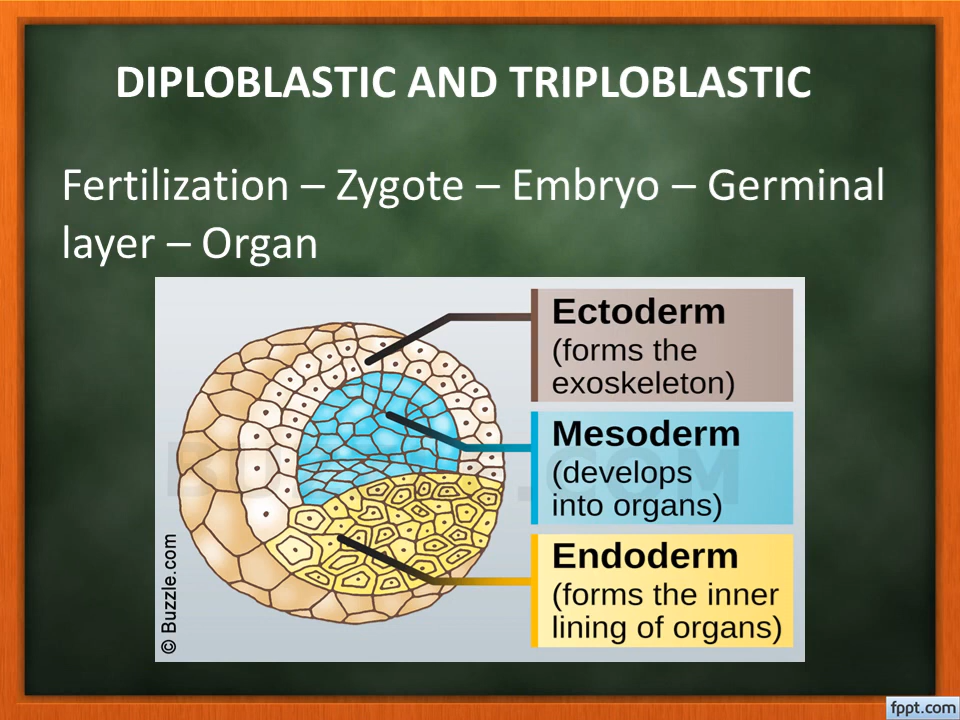 DIPLOBLASTIC AND TRIPLOBLASTIC
Fertilization – Zygote – Embryo – Germinal
layer – Organ
Ectoderm
(forms the
exoskeleton)
Mesoderm
(develops
into organs)
Endoderm
(forms the inner
lining of organs)
© Buzzle.com
fppt.com